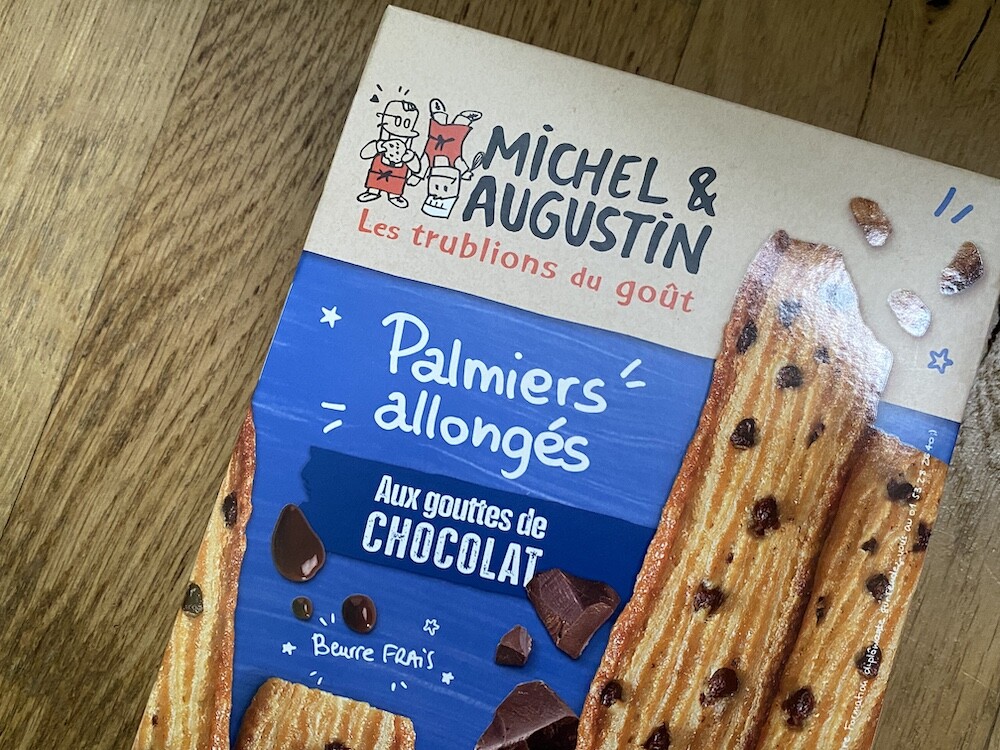 MiCHEL &
AUGUSTiN
Les trublions du goût
Palmiers
allongés
Aux gouttes de
CHOCOLAT
Beurre FRAiS